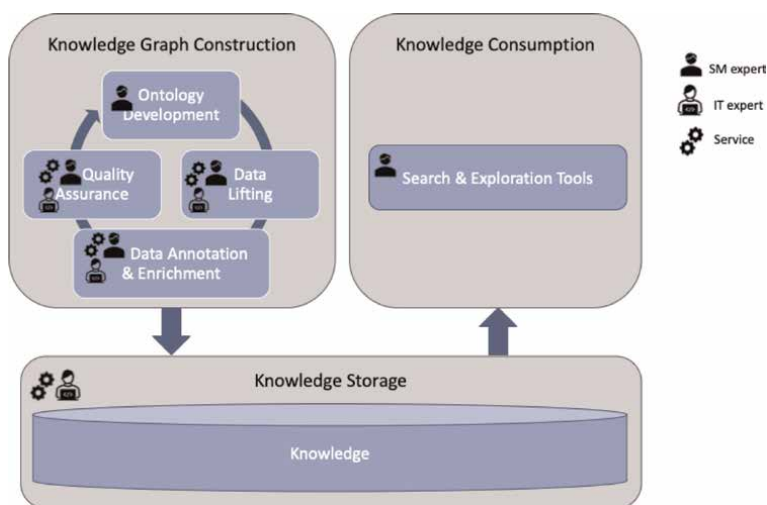 Knowledge Graph Construction
Ontology
Development
Quality
Assurance
Data
Lifting
Data Annotation
& Enrichment
Knowledge Consumption
Search & Exploration Tools
SM expert
IT expert
Service
Knowledge Storage
Knowledge